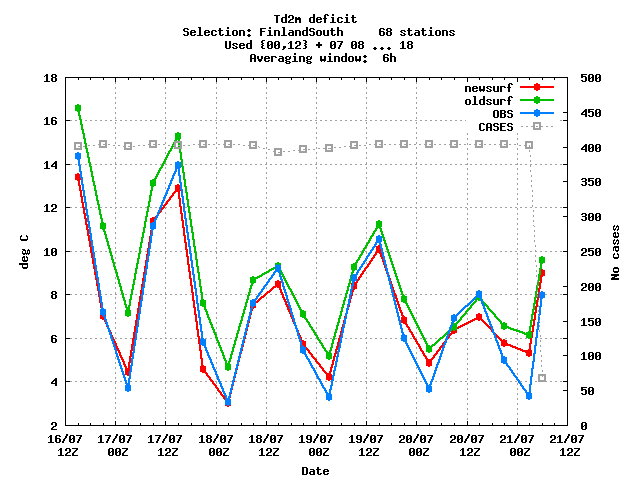 Td2m deficit
Selection: FinlandSouth 68 stations
Used {00,12} + 07 08 ... 18
Averaging window: 6h
newsurf
oldsurf
OBS
CASES
18
16
14
12
10
8
6
4
2
deg C
500
450
400
350
300
250
200
150
100
50
0
No cases
16/07 17/07 17/07 18/07 18/07 19/07 19/07 20/07 20/07 21/07 21/07
12Z 00Z 12Z 00Z 12Z 00Z 12Z 00Z 12Z 00Z 12Z
Date